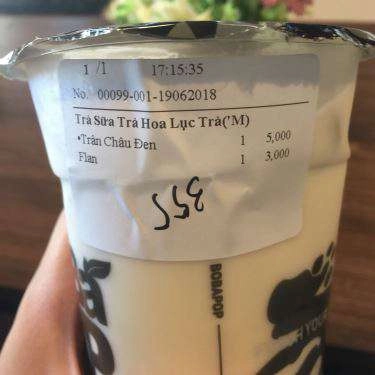 1 /1 17:15:35
No. 00099-001-19062018
Trà Sữa Trà Hoa Lục Trà('M)
•Trân Châu Đen 1 5,000
Flan 1 3,000
BOBAPOP